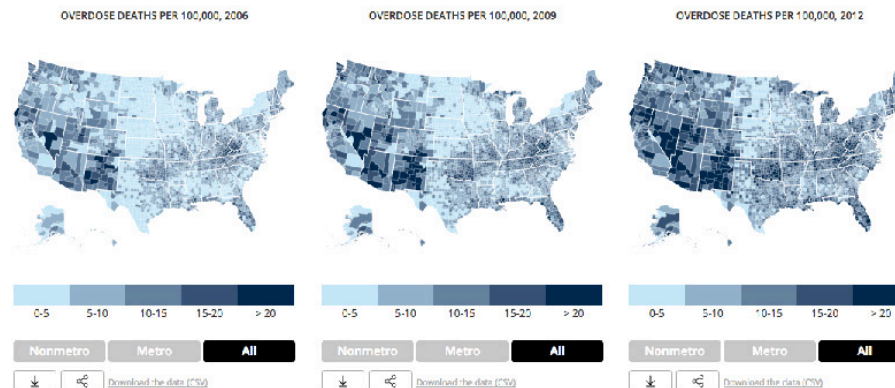 OVERDOSE DEATHS PER 100,000, 2006
0-5 5-10 10-15 15-20 > 20
Nonmetro Metro All
Download the data (CSV)
OVERDOSE DEATHS PER 100,000, 2009
0-5 5-10 10-15 15-20 > 20
Nonmetro Metro All
Download the data (CSV)
OVERDOSE DEATHS PER 100,000, 2012
0-5 5-10 10-15 15-20 > 20
Nonmetro Metro All
Download the data (CSV)